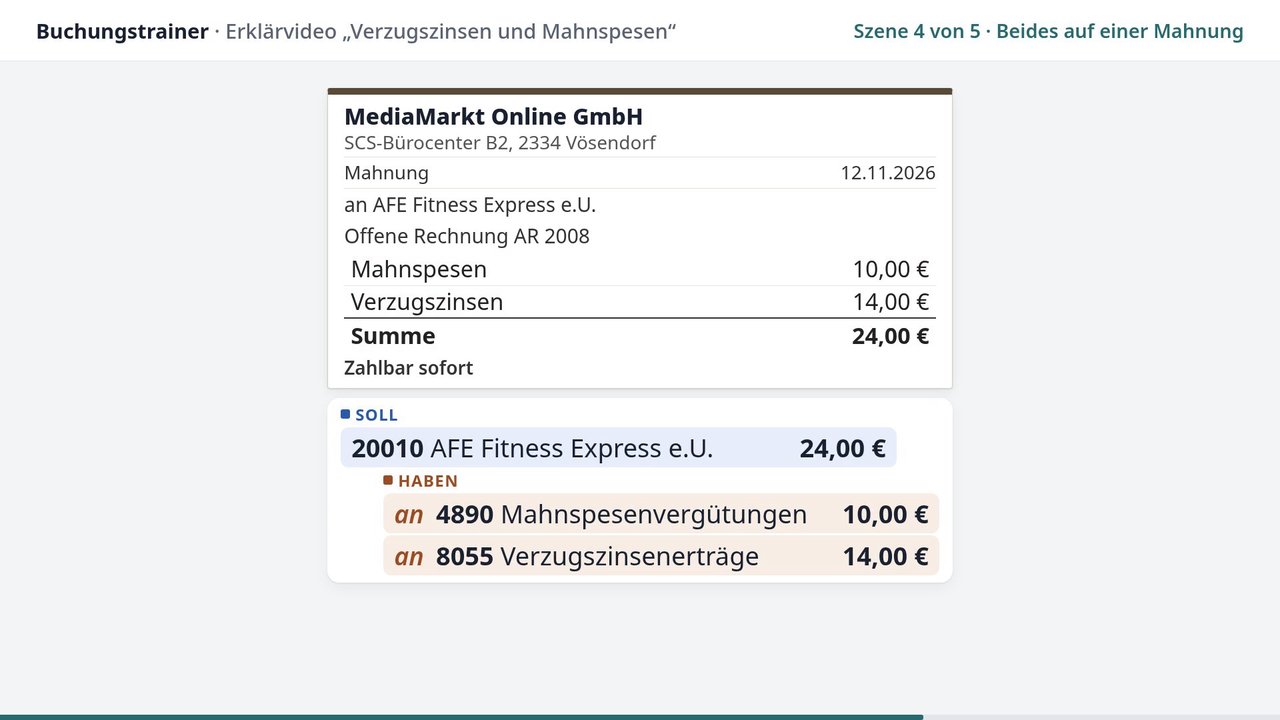 Buchungstrainer · Erklärvideo „Verzugszinsen und Mahnspesen“
Szene 4 von 5 · Beides auf einer Mahnung
MediaMarkt Online GmbH
SCS-Bürocenter B2, 2334 Vösendorf
Mahnung 12.11.2026
an AFE Fitness Express e.U.
Offene Rechnung AR 2008
Mahnspesen 10,00 €
Verzugszinsen 14,00 €
Summe 24,00 €
Zahlbar sofort
SOLL
20010 AFE Fitness Express e.U. 24,00 €
HABEN
an 4890 Mahnspesenvergütungen 10,00 €
an 8055 Verzugszinsenerträge 14,00 €